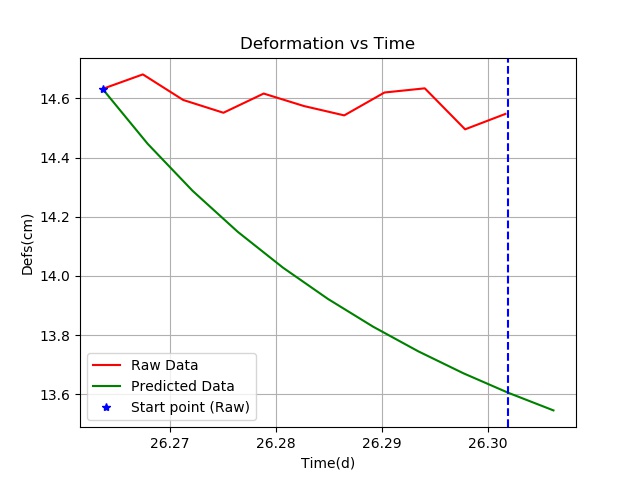 Deformation vs Time
Defs(cm)
14.6
14.4
14.2
14.0
13.8
13.6
Raw Data
Predicted Data
Start point (Raw)
26.27 26.28 26.29 26.30
Time(d)